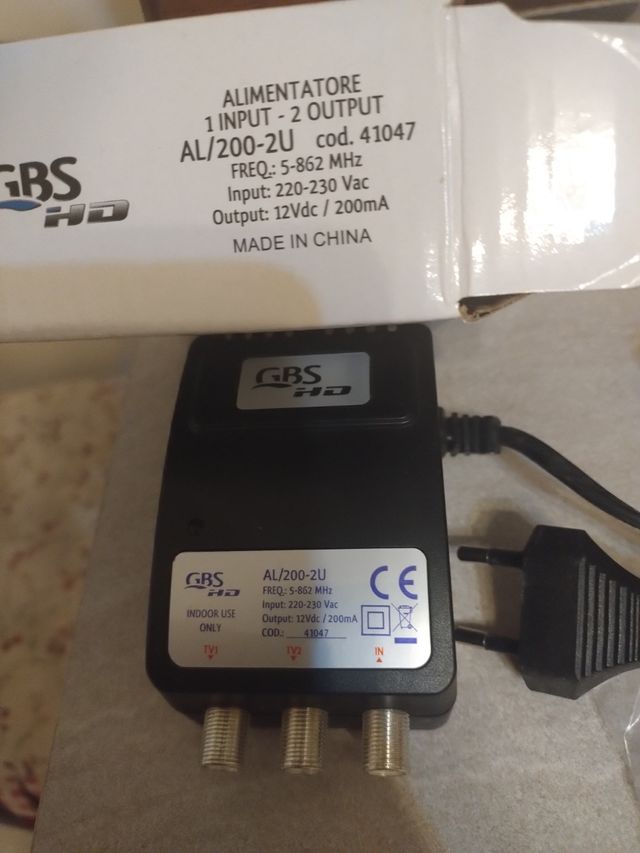 ALIMENTATORE
1 INPUT - 2 OUTPUT
AL/200-2U cod. 41047
FREQ.: 5-862 MHz
Input: 220-230 Vac
Output: 12Vdc / 200mA
MADE IN CHINA
GBS
HD
GBS
HD
GBS
HD
INDOOR USE
ONLY
AL/200-2U
FREQ.: 5-862 MHz
Input: 220-230 Vac
Output: 12Vdc / 200mA
COD.: 41047
CE
TV1 TV2 IN